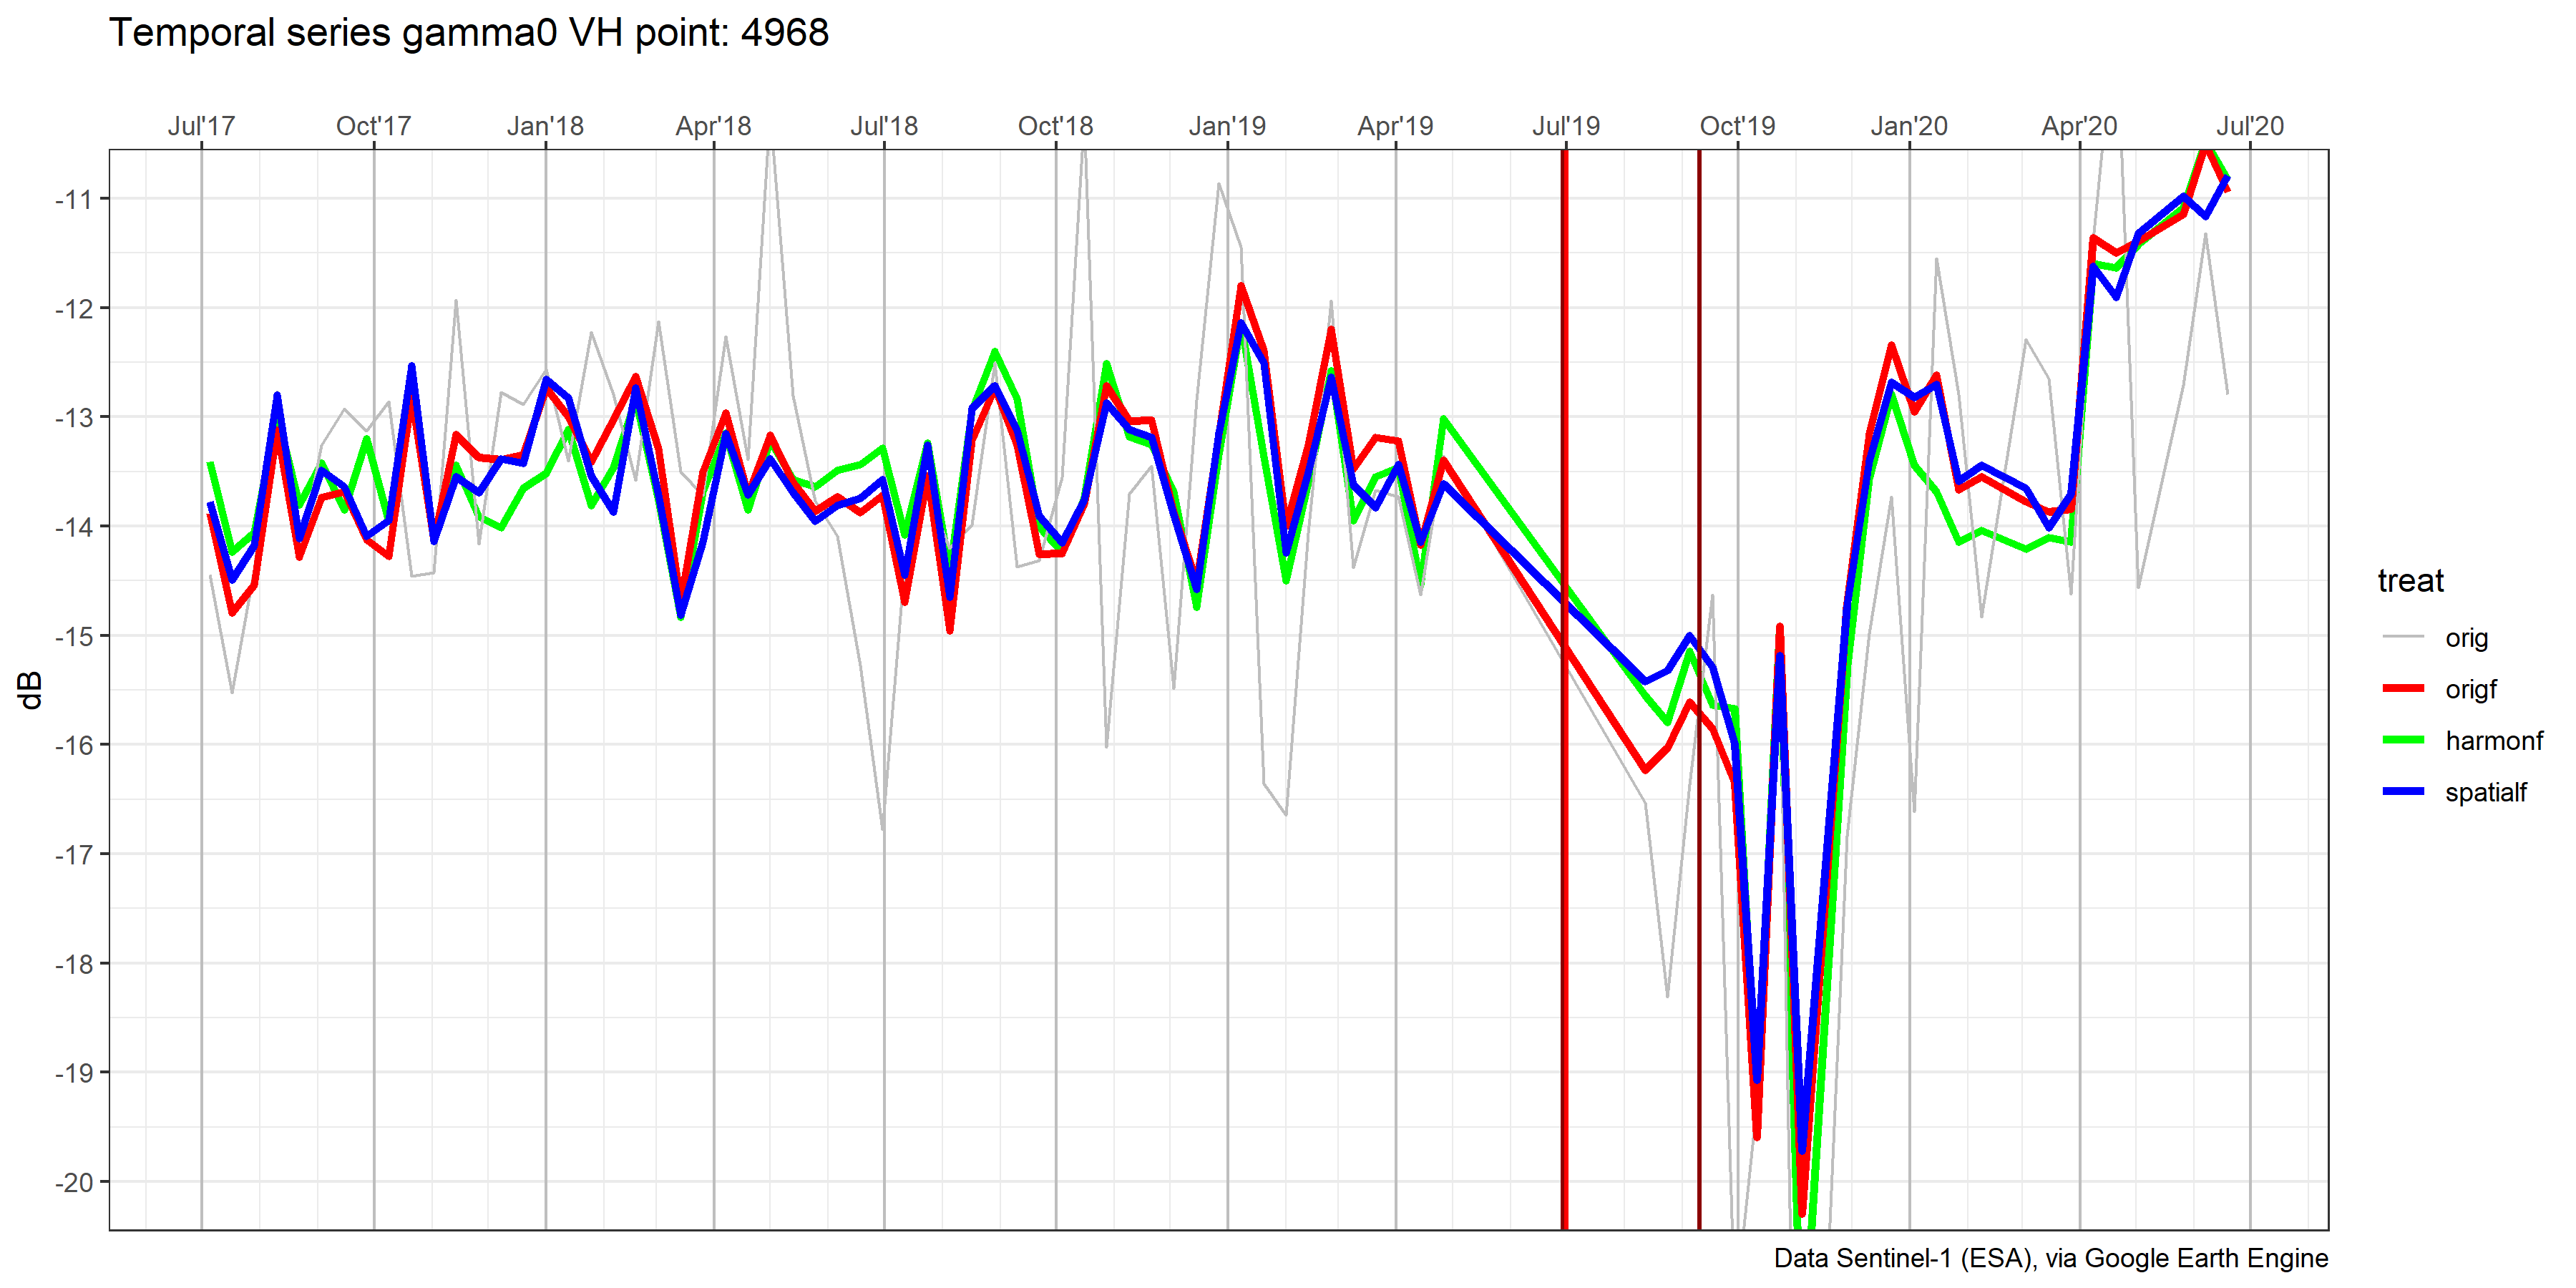 Temporal series gamma0 VH point: 4968
Jul'17 Oct'17 Jan'18 Apr'18 Jul'18 Oct'18 Jan'19 Apr'19 Jul'19 Oct'19 Jan'20 Apr'20 Jul'20
-11
-12
-13
-14
-15
-16
-17
-18
-19
-20
dB
treat
orig
origf
harmonf
spatialf
Data Sentinel-1 (ESA), via Google Earth Engine